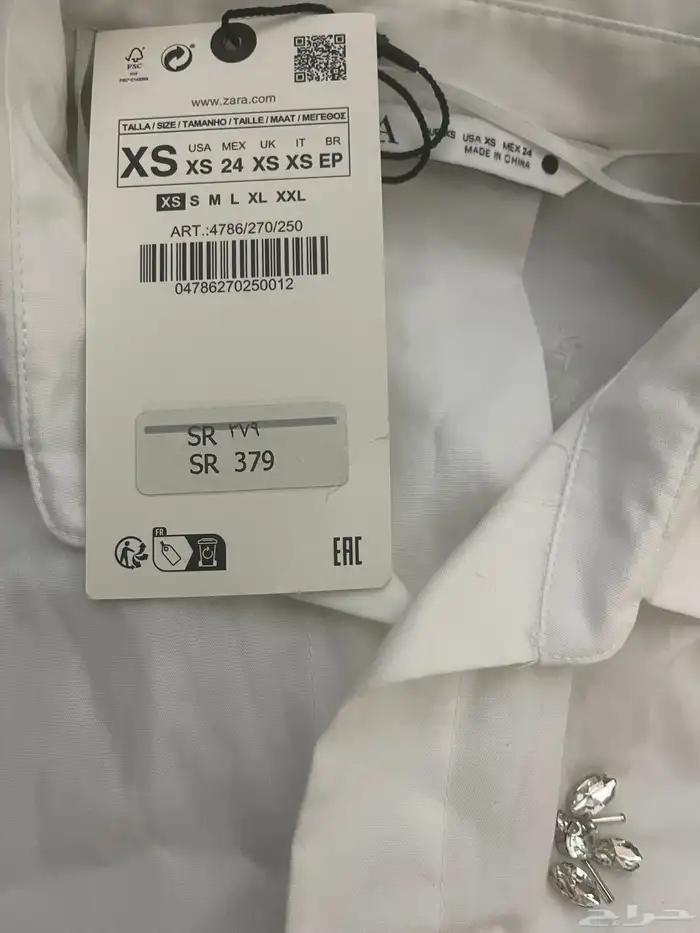 FSC
www.zara.com
TALLA / SIZE / TAMANHO / TAILLE / MAAT / ΜΕΓΕΘΟΣ
XS
USA MEX UK IT BR
XS 24 XS XS EP
XS S M L XL XXL
ART.:4786/270/250
04786270250012
SR ٣٧٩
SR 379
FR
EAC
XS USA XS MEX 24
MADE IN CHINA
حراج